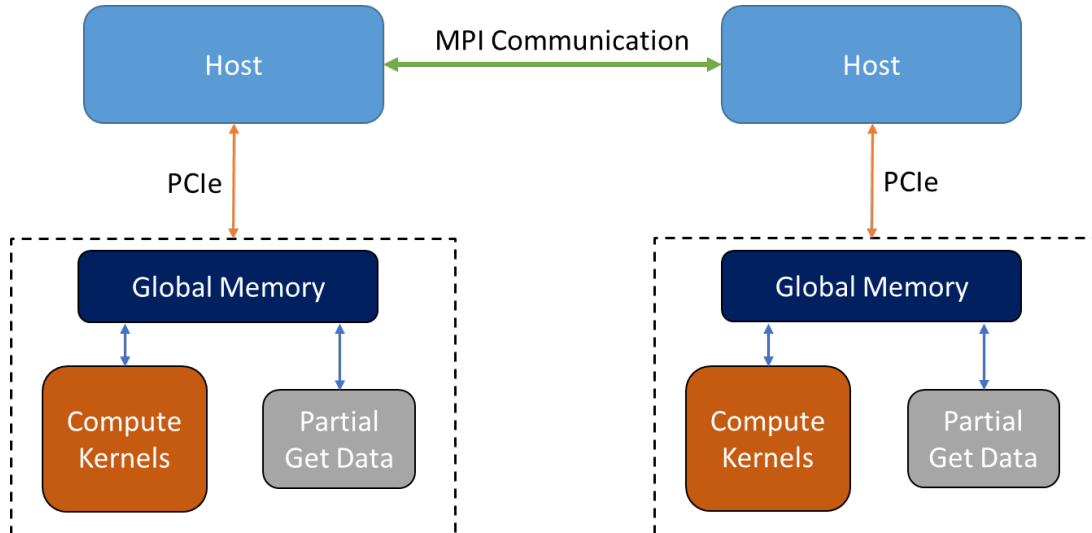 MPI Communication
Host
Host
PCIe
PCIe
Global Memory
Global Memory
Compute
Kernels
Partial
Get Data
Compute
Kernels
Partial
Get Data